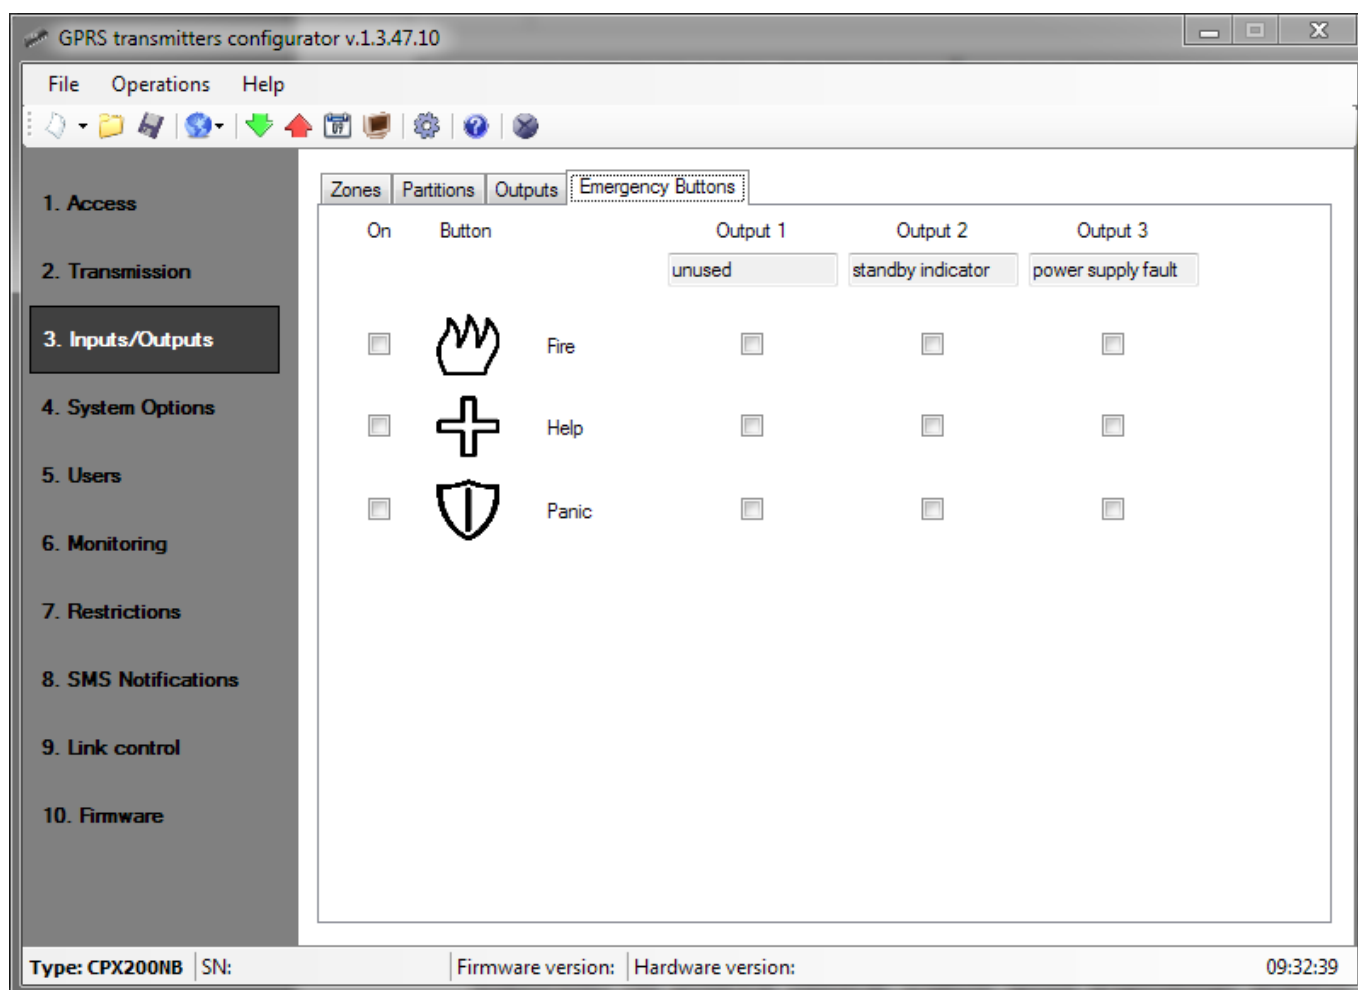 GPRS transmitters configurator v.1.3.47.10
File Operations Help
1. Access
2. Transmission
3. Inputs/Outputs
4. System Options
5. Users
6. Monitoring
7. Restrictions
8. SMS Notifications
9. Link control
10. Firmware
Zones Partitions Outputs Emergency Buttons
On Button Output 1 Output 2 Output 3
unused standby indicator power supply fault
Fire
Help
Panic
Type: CPX200NB SN: Firmware version: Hardware version: 09:32:39